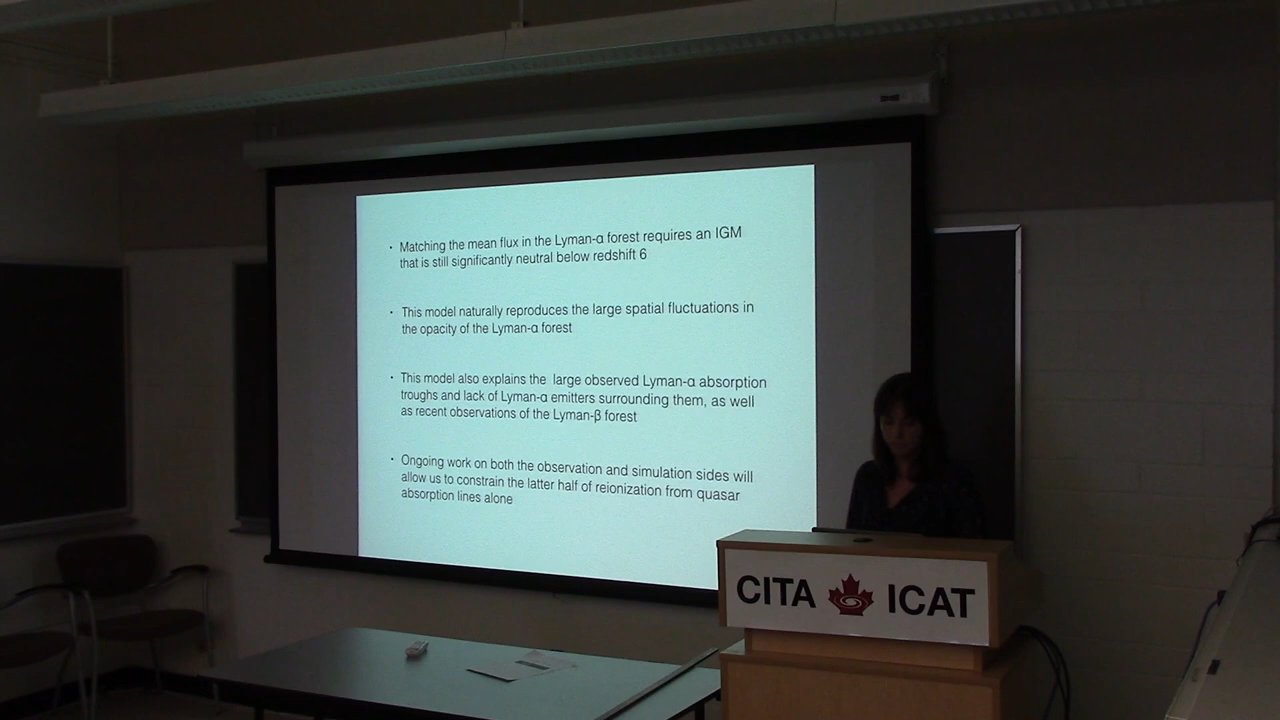 · Matching the mean flux in the Lyman-α forest requires an IGM
that is still significantly neutral below redshift 6
· This model naturally reproduces the large spatial fluctuations in
the opacity of the Lyman-α forest
· This model also explains the large observed Lyman-α absorption
troughs and lack of Lyman-α emitters surrounding them, as well
as recent observations of the Lyman-β forest
· Ongoing work on both the observation and simulation sides will
allow us to constrain the latter half of reionization from quasar
absorption lines alone
CITA ICAT